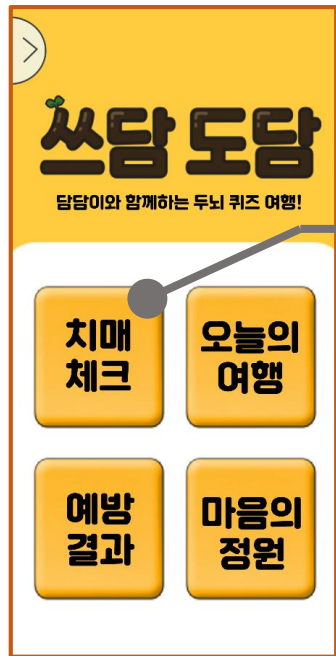 쓰담 도담
담담이와 함께하는 두뇌 퀴즈 여행!
치매
체크
오늘의
여행
예방
결과
마음의
정원